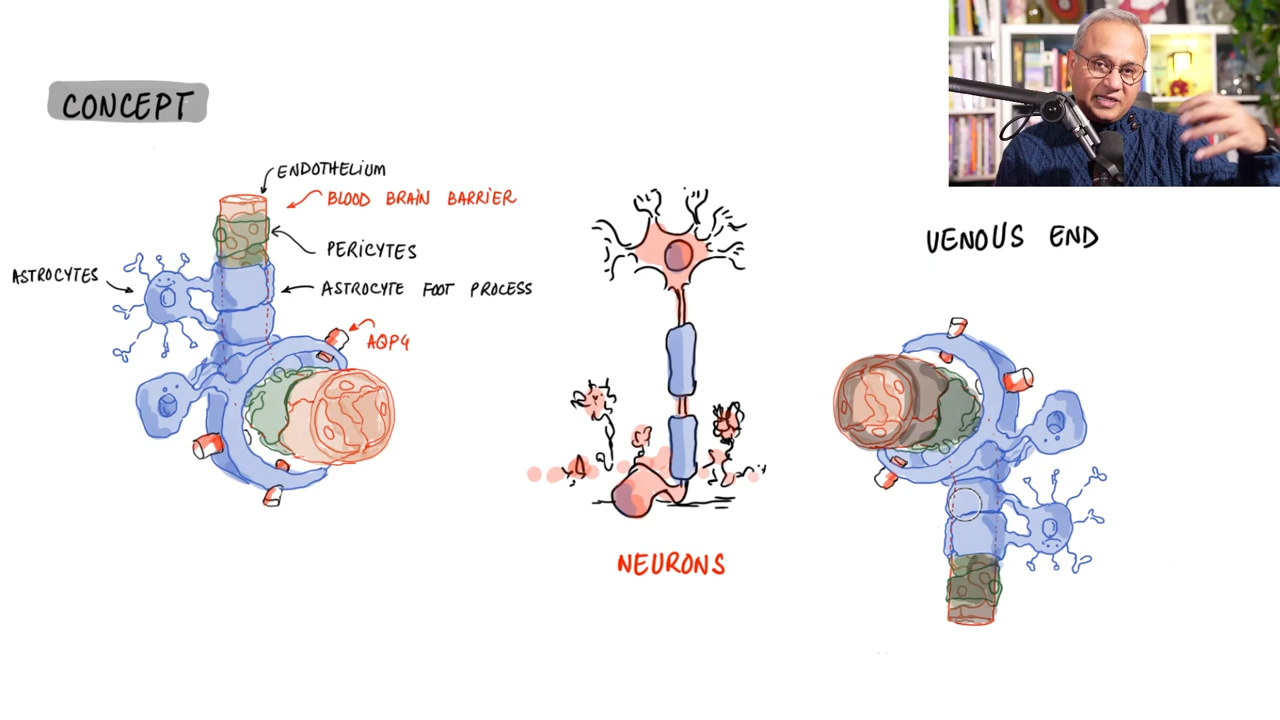 CONCEPT
ENDOTHELIUM
BLOOD BRAIN BARRIER
PERICYTES
ASTROCYTES
ASTROCYTE FOOT PROCESS
AQP4
NEURONS
VENOUS END